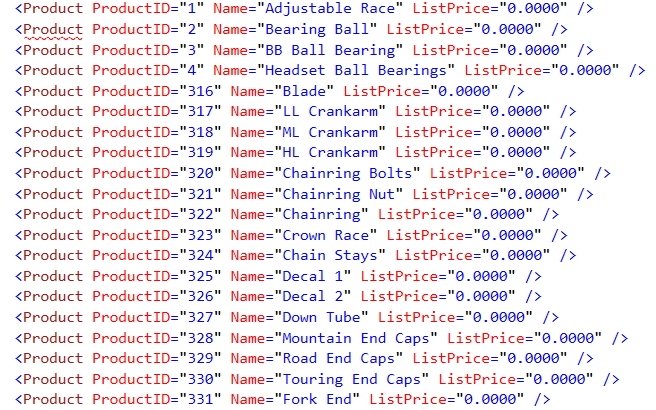 <Product ProductID="1" Name="Adjustable Race" ListPrice="0.0000" />
<Product ProductID="2" Name="Bearing Ball" ListPrice="0.0000" />
<Product ProductID="3" Name="BB Ball Bearing" ListPrice="0.0000" />
<Product ProductID="4" Name="Headset Ball Bearings" ListPrice="0.0000" />
<Product ProductID="316" Name="Blade" ListPrice="0.0000" />
<Product ProductID="317" Name="LL Crankarm" ListPrice="0.0000" />
<Product ProductID="318" Name="ML Crankarm" ListPrice="0.0000" />
<Product ProductID="319" Name="HL Crankarm" ListPrice="0.0000" />
<Product ProductID="320" Name="Chainring Bolts" ListPrice="0.0000" />
<Product ProductID="321" Name="Chainring Nut" ListPrice="0.0000" />
<Product ProductID="322" Name="Chainring" ListPrice="0.0000" />
<Product ProductID="323" Name="Crown Race" ListPrice="0.0000" />
<Product ProductID="324" Name="Chain Stays" ListPrice="0.0000" />
<Product ProductID="325" Name="Decal 1" ListPrice="0.0000" />
<Product ProductID="326" Name="Decal 2" ListPrice="0.0000" />
<Product ProductID="327" Name="Down Tube" ListPrice="0.0000" />
<Product ProductID="328" Name="Mountain End Caps" ListPrice="0.0000" />
<Product ProductID="329" Name="Road End Caps" ListPrice="0.0000" />
<Product ProductID="330" Name="Touring End Caps" ListPrice="0.0000" />
<Product ProductID="331" Name="Fork End" ListPrice="0.0000" />